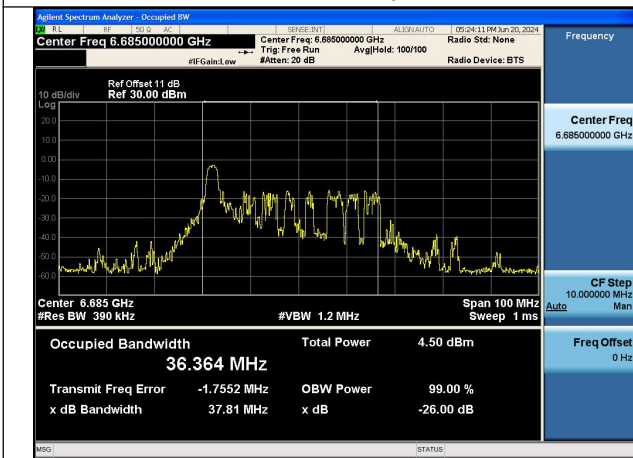 Agilent Spectrum Analyzer - Occupied BW
RL RF 50 Ω AC SENSE:INT ALIGNAUTO 05:24:11 PM Jun 20, 2024
Center Freq 6.685000000 GHz Center Freq: 6.685000000 GHz Radio Std: None Frequency
Trig: Free Run Avg|Hold: 100/100
#IFGain:Low #Atten: 20 dB Radio Device: BTS
Ref Offset 11 dB
10 dB/div Ref 30.00 dBm
Log
20.0
10.0
0.00
-10.0
-20.0
-30.0
-40.0
-50.0
-60.0
Center Freq
6.685000000 GHz
Center 6.685 GHz Span 100 MHz
#Res BW 390 kHz #VBW 1.2 MHz Sweep 1 ms
CF Step
10.000000 MHz
Auto Man
Occupied Bandwidth Total Power 4.50 dBm
36.364 MHz
Transmit Freq Error -1.7552 MHz OBW Power 99.00 %
x dB Bandwidth 37.81 MHz x dB -26.00 dB
Freq Offset
0 Hz
MSG STATUS